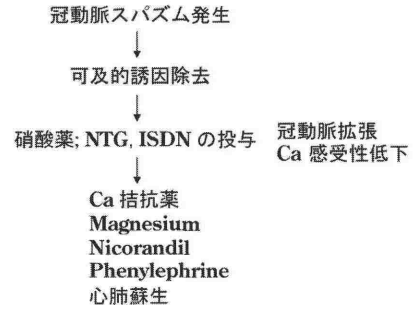 冠動脈スパズム発生
可及的誘因除去
硝酸薬; NTG, ISDN の投与
冠動脈拡張
Ca 感受性低下
Ca 拮抗薬
Magnesium
Nicorandil
Phenylephrine
心肺蘇生